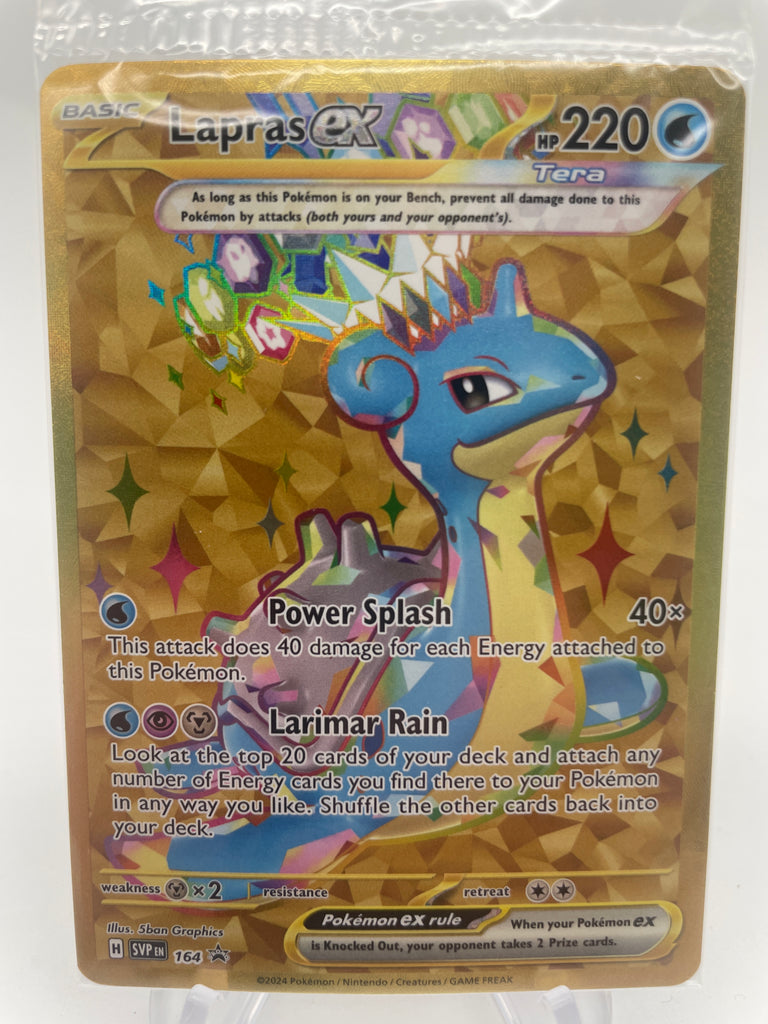 BASIC Lapras ex HP 220
Tera
As long as this Pokémon is on your Bench, prevent all damage done to this
Pokémon by attacks (both yours and your opponent's).
Power Splash 40×
This attack does 40 damage for each Energy attached to
this Pokémon.
Larimar Rain
Look at the top 20 cards of your deck and attach any
number of Energy cards you find there to your Pokémon
in any way you like. Shuffle the other cards back into
your deck.
weakness ×2 resistance retreat
Illus. 5ban Graphics
Pokémon ex rule When your Pokémon ex
is Knocked Out, your opponent takes 2 Prize cards.
H SVP EN 164
©2024 Pokémon / Nintendo / Creatures / GAME FREAK